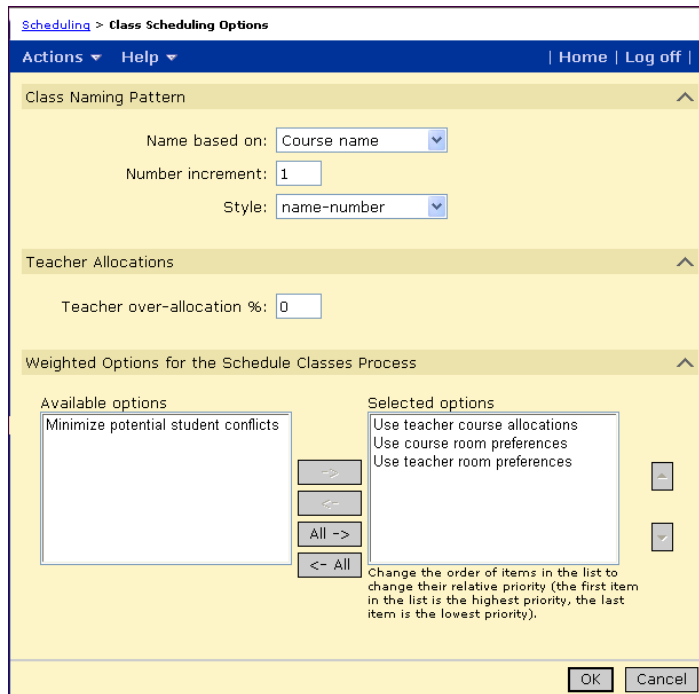 Scheduling > Class Scheduling Options
Actions Help | Home | Log off |
Class Naming Pattern
Name based on: Course name
Number increment: 1
Style: name-number
Teacher Allocations
Teacher over-allocation %: 0
Weighted Options for the Schedule Classes Process
Available options
Minimize potential student conflicts
->
<-
All ->
<- All
Selected options
Use teacher course allocations
Use course room preferences
Use teacher room preferences
Change the order of items in the list to
change their relative priority (the first item
in the list is the highest priority, the last
item is the lowest priority).
OK Cancel